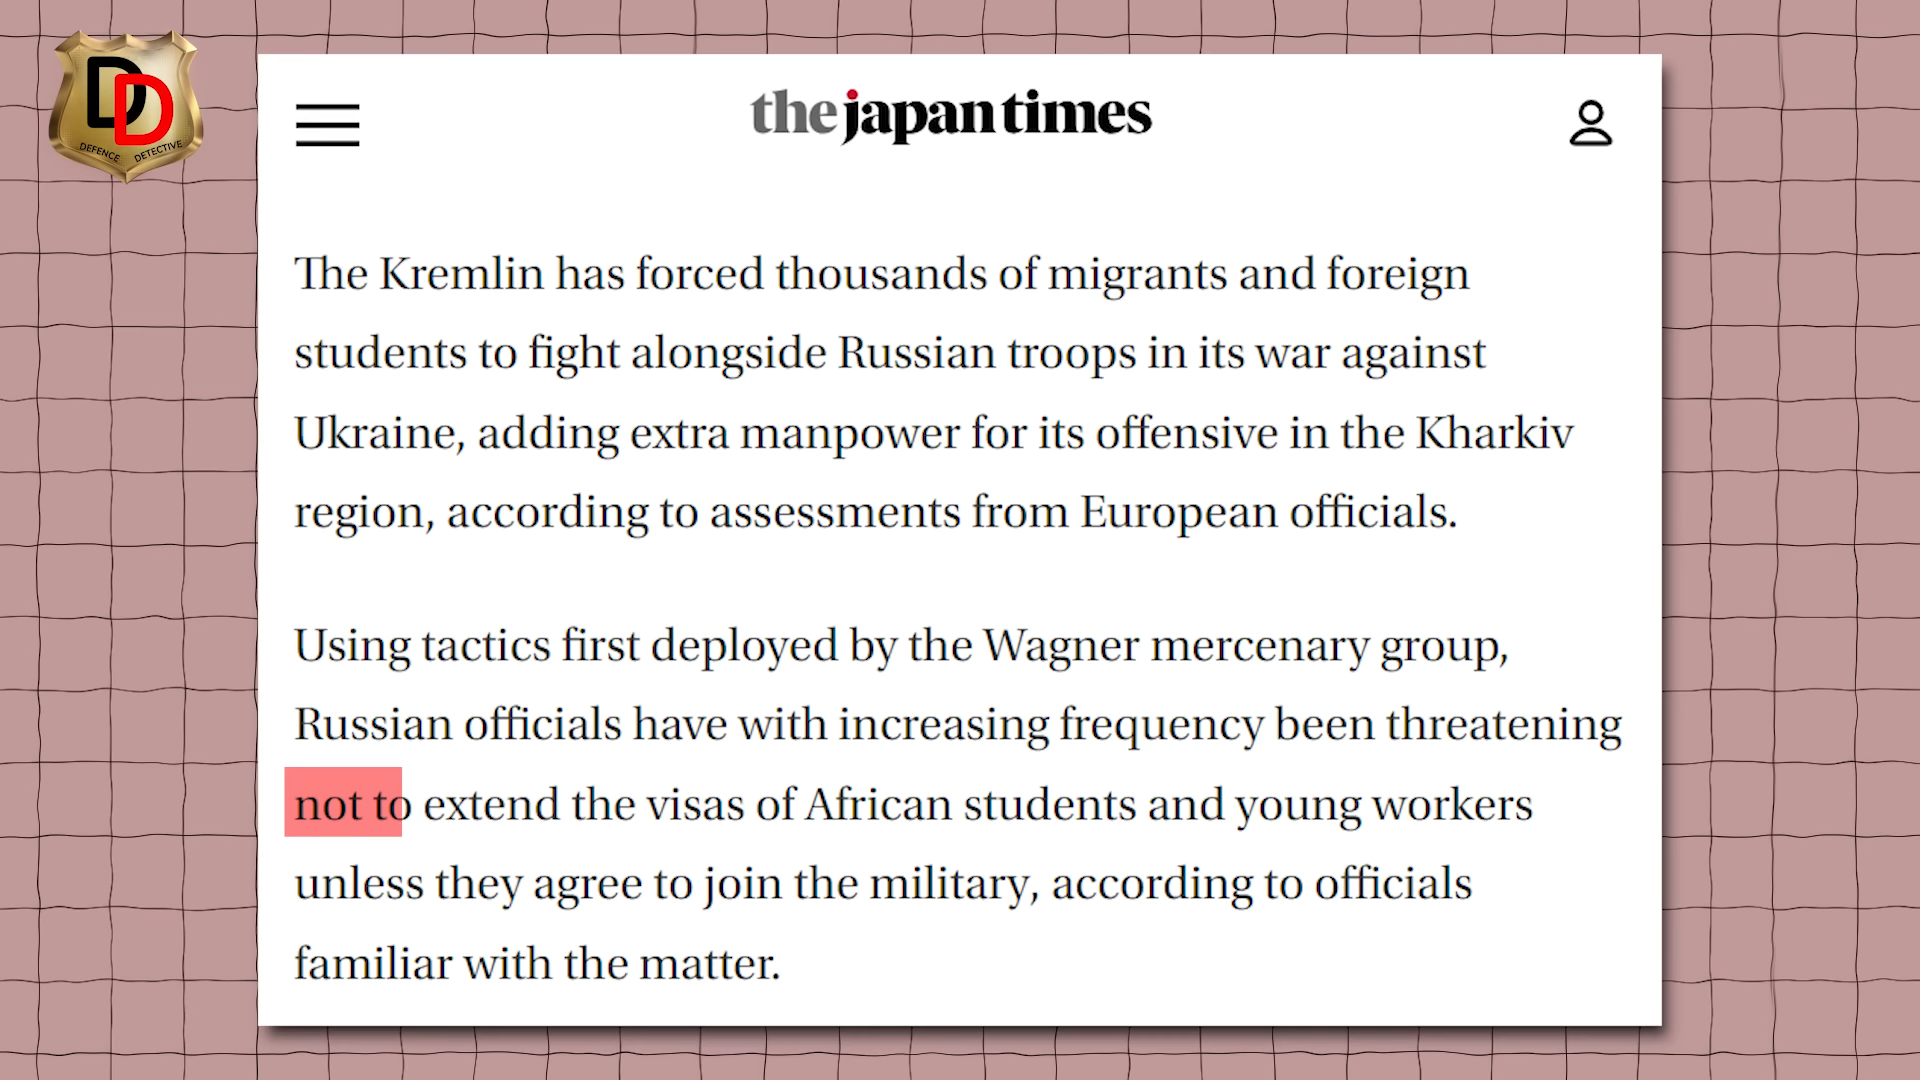 DD
DEFENCE DETECTIVE
the japan times
The Kremlin has forced thousands of migrants and foreign
students to fight alongside Russian troops in its war against
Ukraine, adding extra manpower for its offensive in the Kharkiv
region, according to assessments from European officials.
Using tactics first deployed by the Wagner mercenary group,
Russian officials have with increasing frequency been threatening
not to extend the visas of African students and young workers
unless they agree to join the military, according to officials
familiar with the matter.